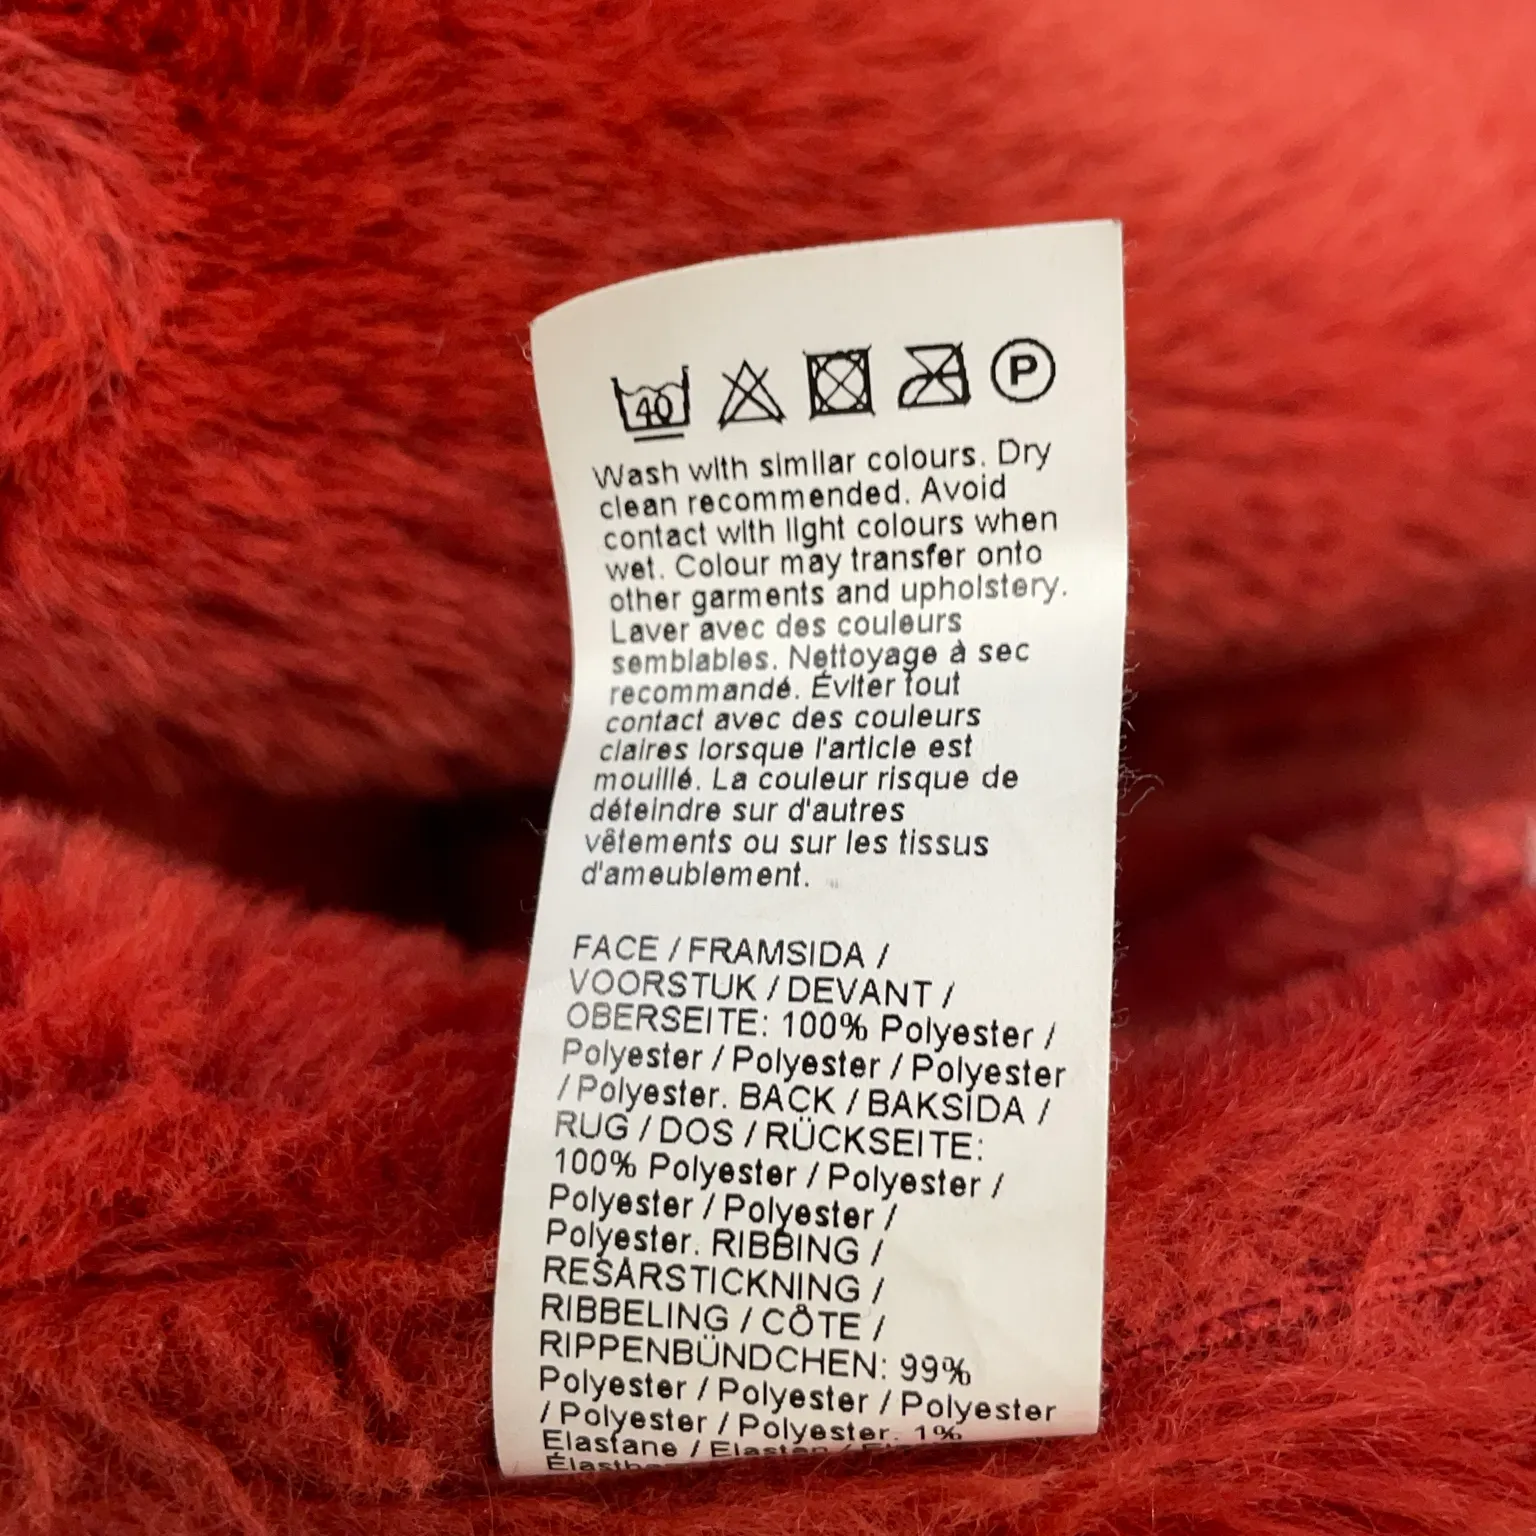 40
P
Wash with similar colours. Dry
clean recommended. Avoid
contact with light colours when
wet. Colour may transfer onto
other garments and upholstery.
Laver avec des couleurs
semblables. Nettoyage à sec
recommandé. Éviter tout
contact avec des couleurs
claires lorsque l'article est
mouillé. La couleur risque de
déteindre sur d'autres
vêtements ou sur les tissus
d'ameublement.
FACE / FRAMSIDA /
VOORSTUK / DEVANT /
OBERSEITE: 100% Polyester /
Polyester / Polyester / Polyester
/ Polyester. BACK / BAKSIDA /
RUG / DOS / RÜCKSEITE:
100% Polyester / Polyester /
Polyester / Polyester /
Polyester. RIBBING /
RESÅRSTICKNING /
RIBBELING / CÔTE /
RIPPENBÜNDCHEN: 99%
Polyester / Polyester / Polyester
/ Polyester / Polyester. 1%
Elastane / Elastan /